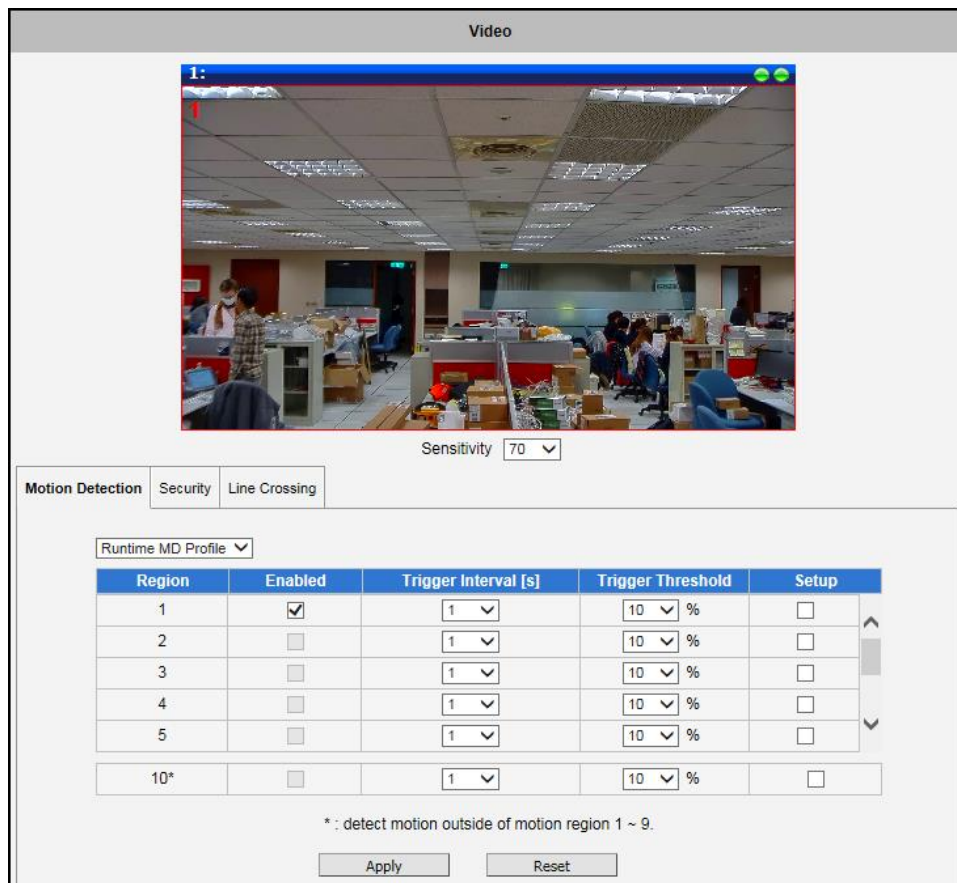 Video
1:
1
Sensitivity 70
Motion Detection Security Line Crossing
Runtime MD Profile
Region Enabled Trigger Interval [s] Trigger Threshold Setup
1 1 10 %
2 1 10 %
3 1 10 %
4 1 10 %
5 1 10 %
10* 1 10 %
* : detect motion outside of motion region 1 ~ 9.
Apply Reset